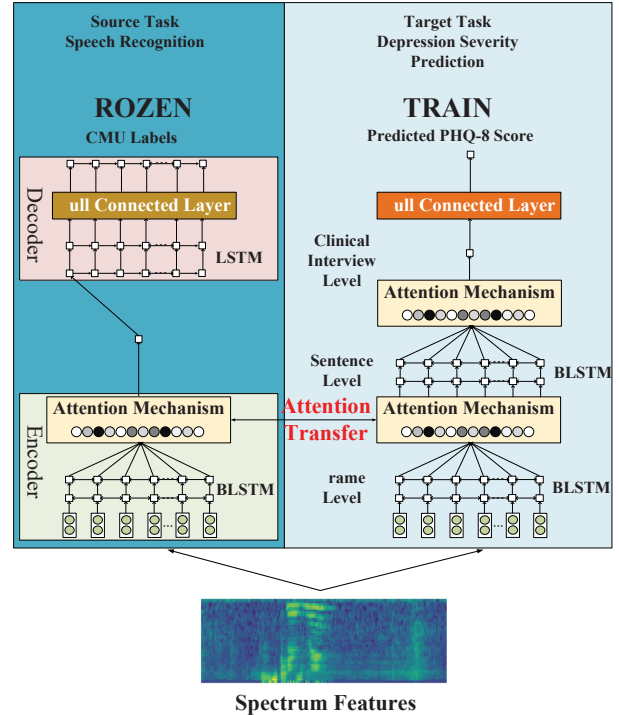 Source Task
Speech Recognition
ROZEN
CMU Labels
Decoder
ull Connected Layer
LSTM
Encoder
Attention Mechanism
BLSTM
Target Task
Depression Severity
Prediction
TRAIN
Predicted PHQ-8 Score
ull Connected Layer
Clinical
Interview
Level
Attention Mechanism
Sentence
Level
BLSTM
Attention
Transfer
Attention Mechanism
rame
Level
BLSTM
Spectrum Features